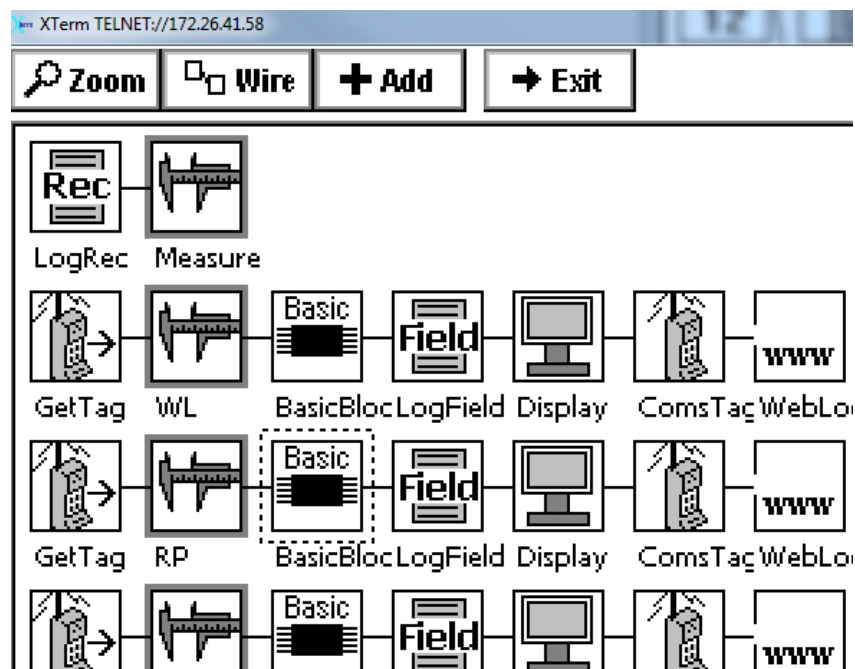 XTerm TELNET://172.26.41.58
Zoom Wire Add Exit
Rec
LogRec Measure
Basic Field www
GetTag WL BasicBloc LogField Display ComsTag WebLo
Basic Field www
GetTag RP BasicBloc LogField Display ComsTag WebLo
Basic Field www